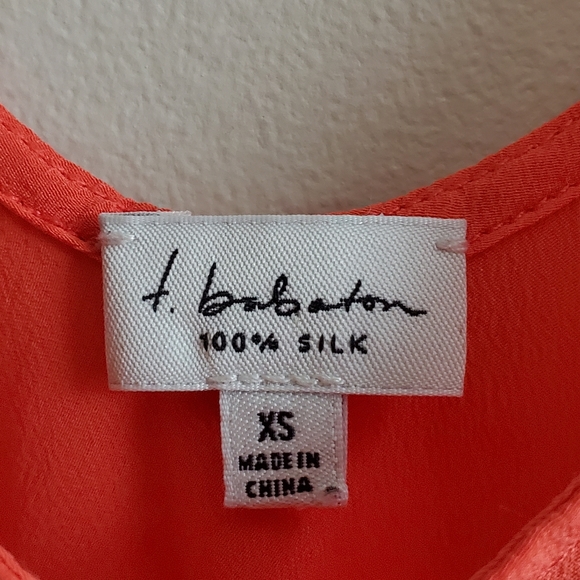 t. babaton
100% SILK
XS
MADE IN
CHINA